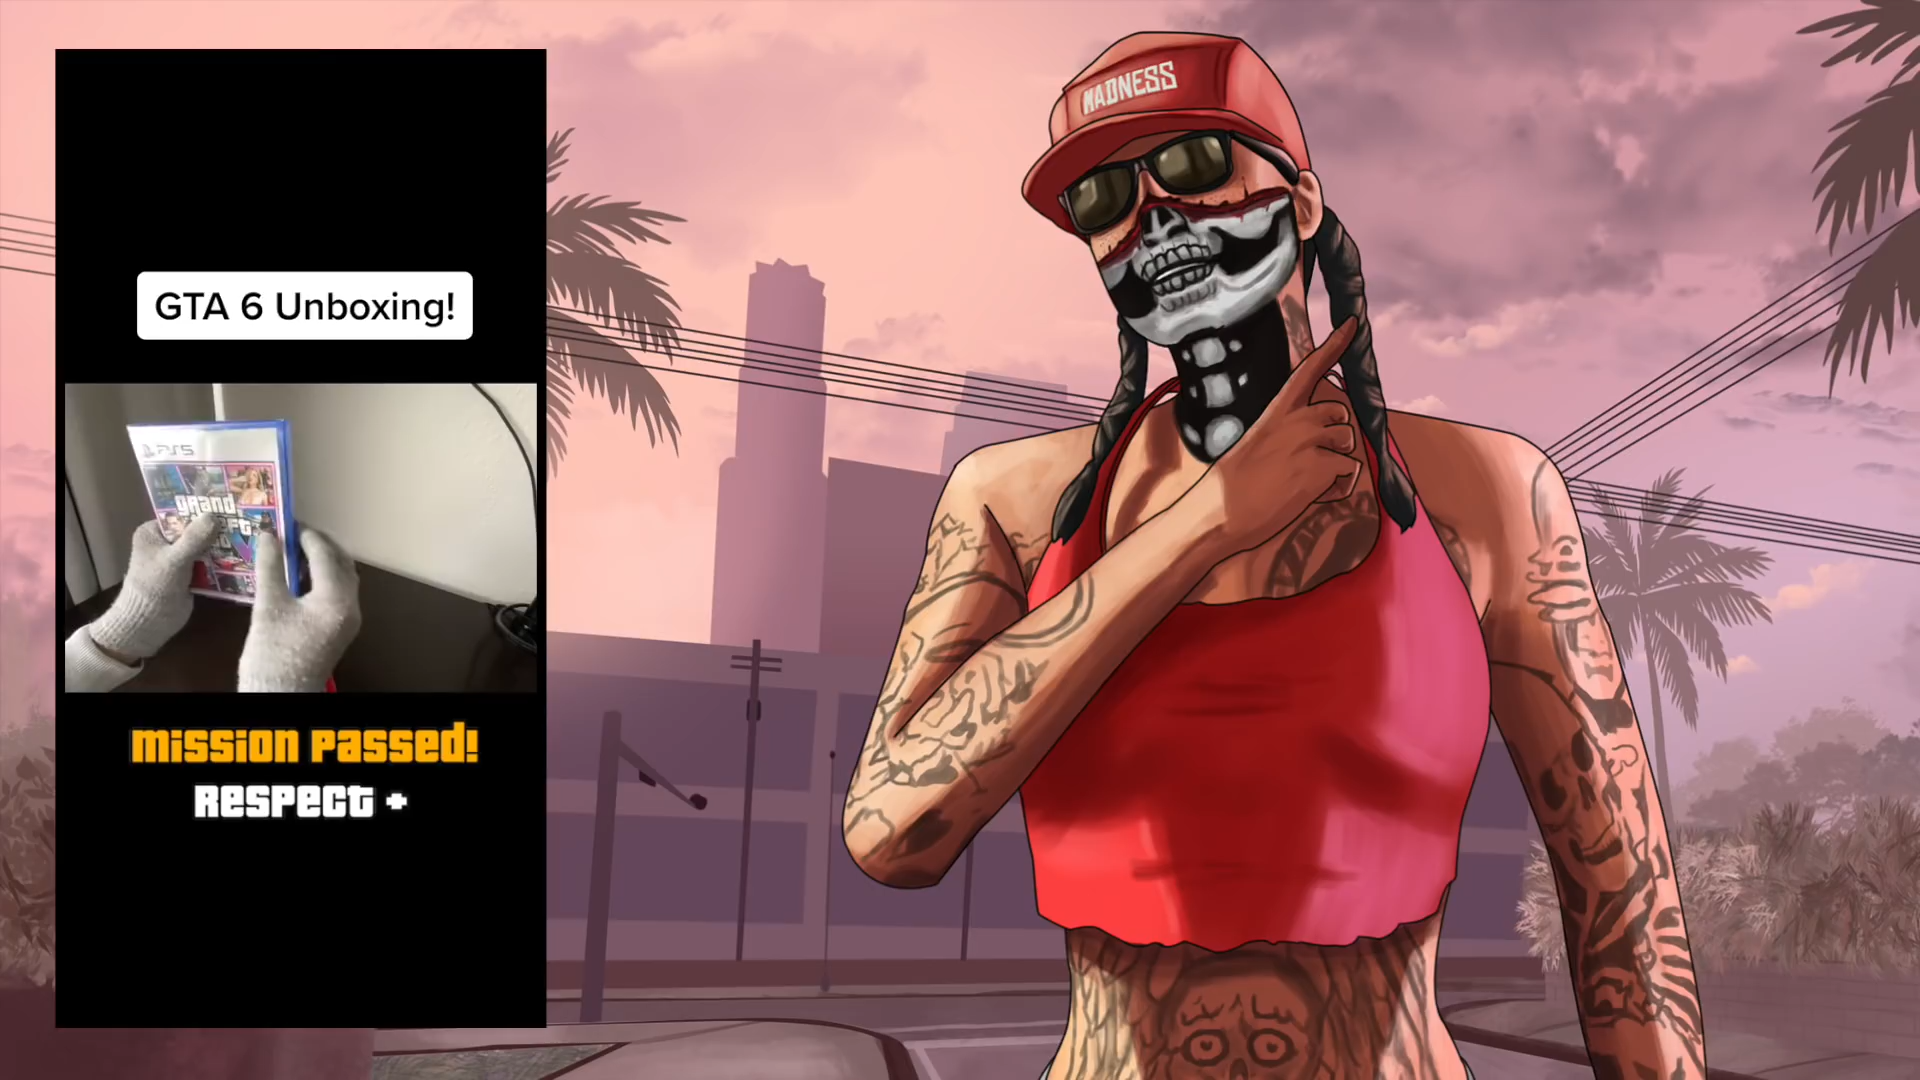 MADNESS
GTA 6 Unboxing!
PS5
grand
mission passed!
Respect +